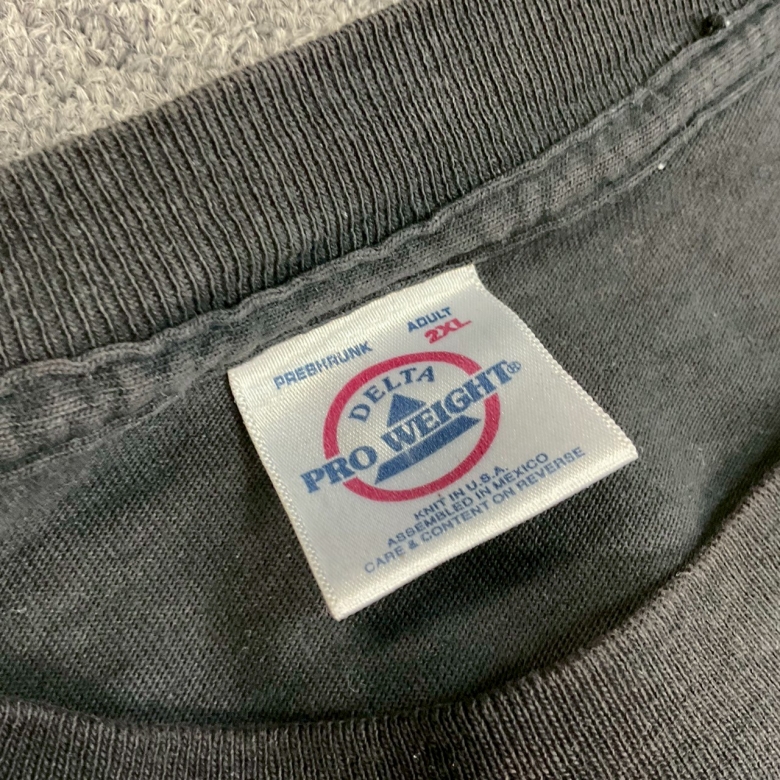 PRESHRUNK
ADULT
2XL
DELTA
PRO WEIGHT®
KNIT IN U.S.A.
ASSEMBLED IN MEXICO
CARE & CONTENT ON REVERSE